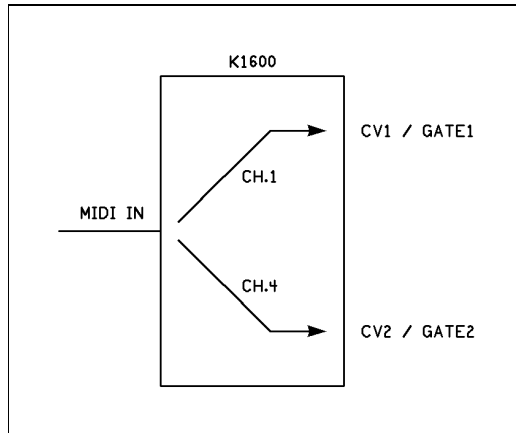 K1600
CV1 / GATE1
CH.1
MIDI IN
CH.4
CV2 / GATE2